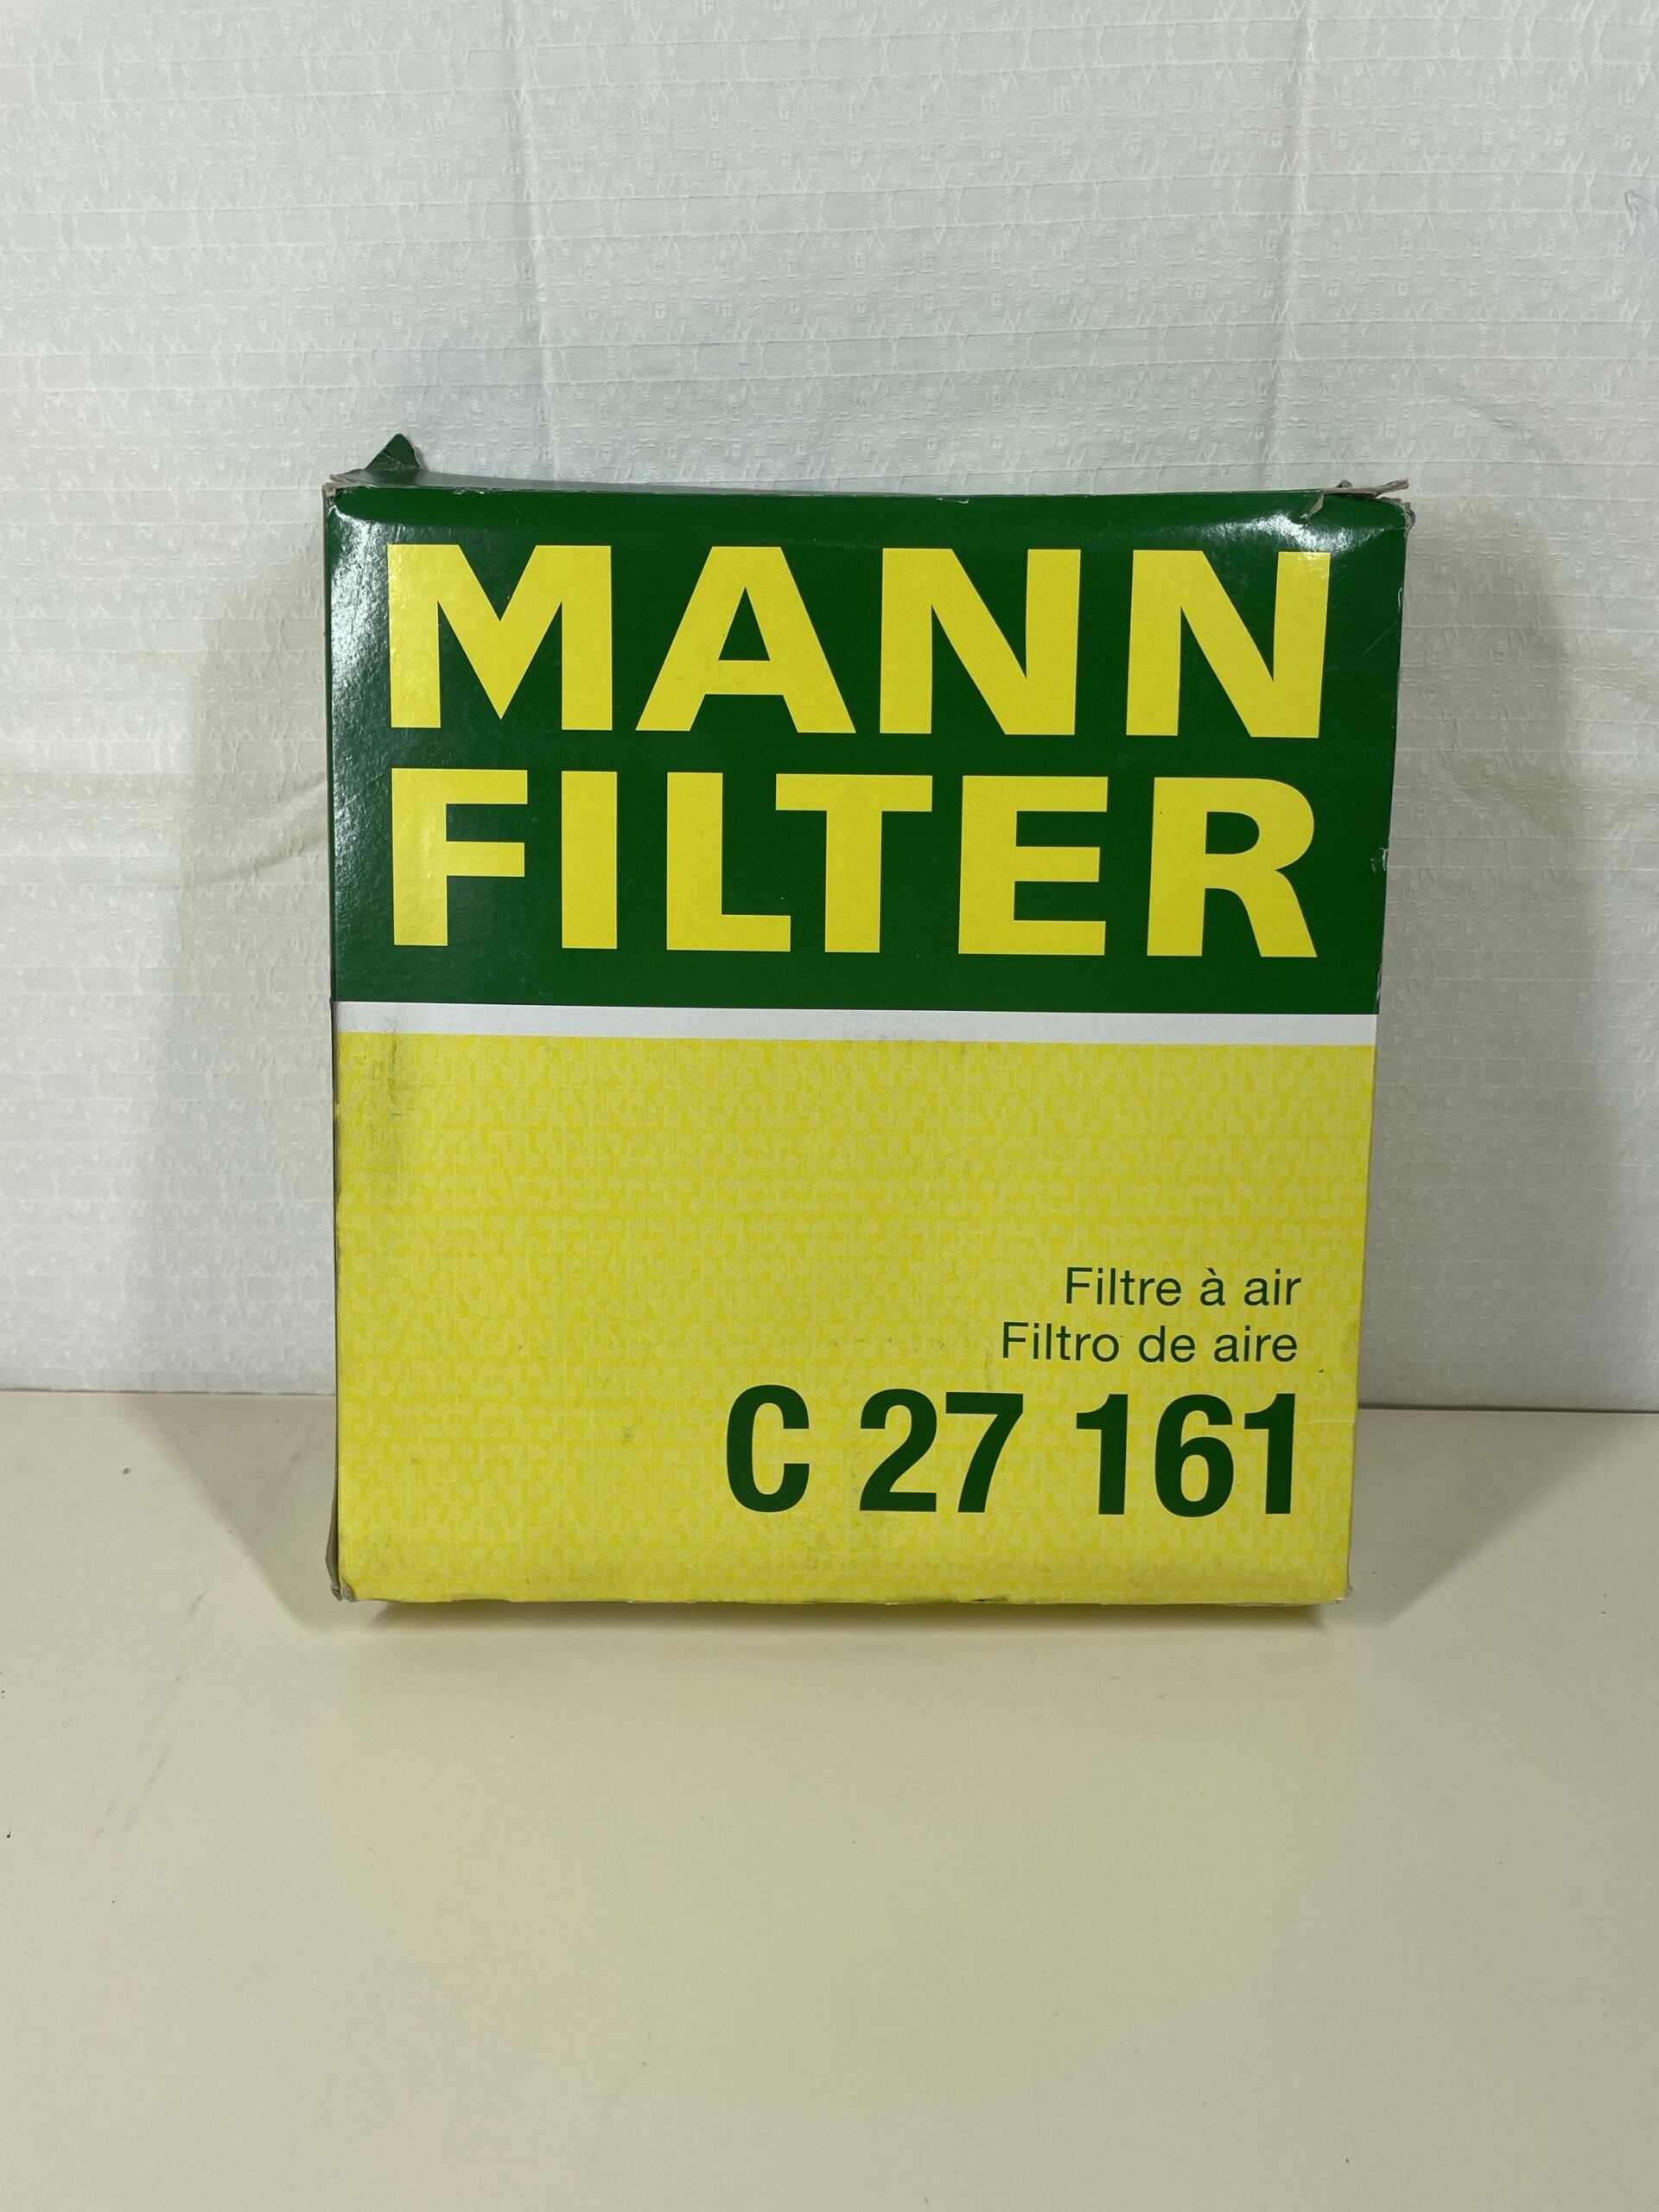 MANN
FILTER
Filtre à air
Filtro de aire
C 27 161